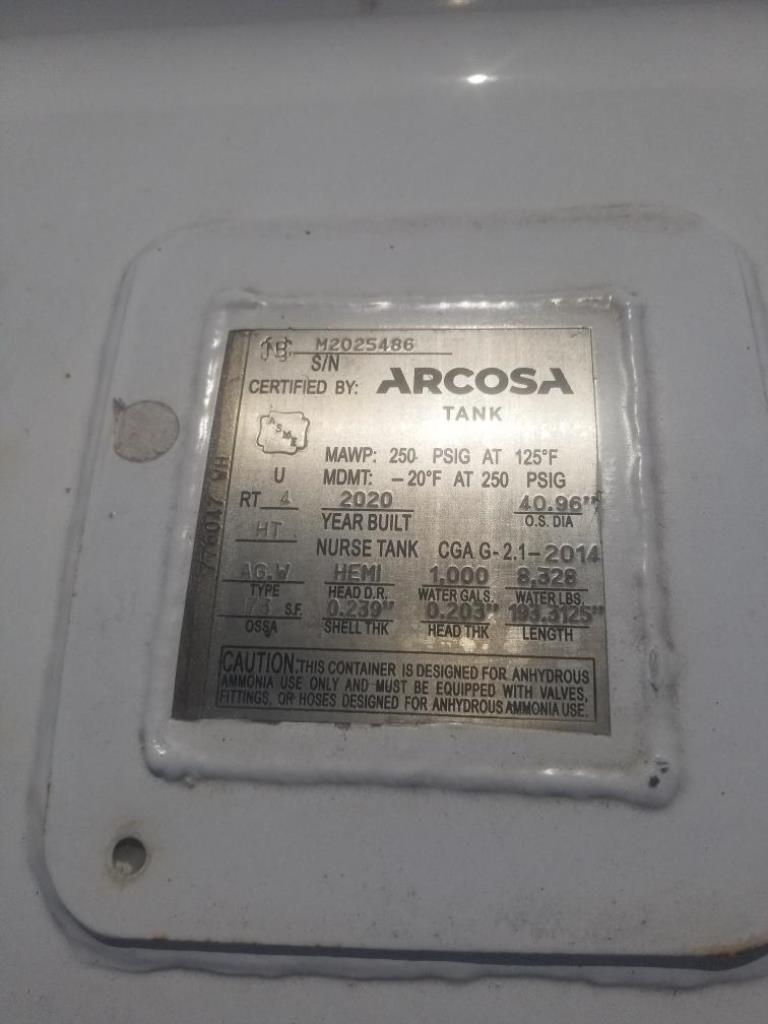 NB M2025486
S/N
CERTIFIED BY: ARCOSA
TANK
ASME
MAWP: 250 PSIG AT 125°F
U MDMT: -20°F AT 250 PSIG
RT 4 2020 40.96"
YEAR BUILT O.S. DIA
HT
NURSE TANK CGA G-2.1-2014
AG.W HEMI 1,000 8,328
TYPE HEAD D.R. WATER GALS. WATER LBS.
S.F. 0.239" 0.203" 193.3125"
OSSA SHELL THK HEAD THK LENGTH
CAUTION: THIS CONTAINER IS DESIGNED FOR ANHYDROUS
AMMONIA USE ONLY AND MUST BE EQUIPPED WITH VALVES,
FITTINGS, OR HOSES DESIGNED FOR ANHYDROUS AMMONIA USE.